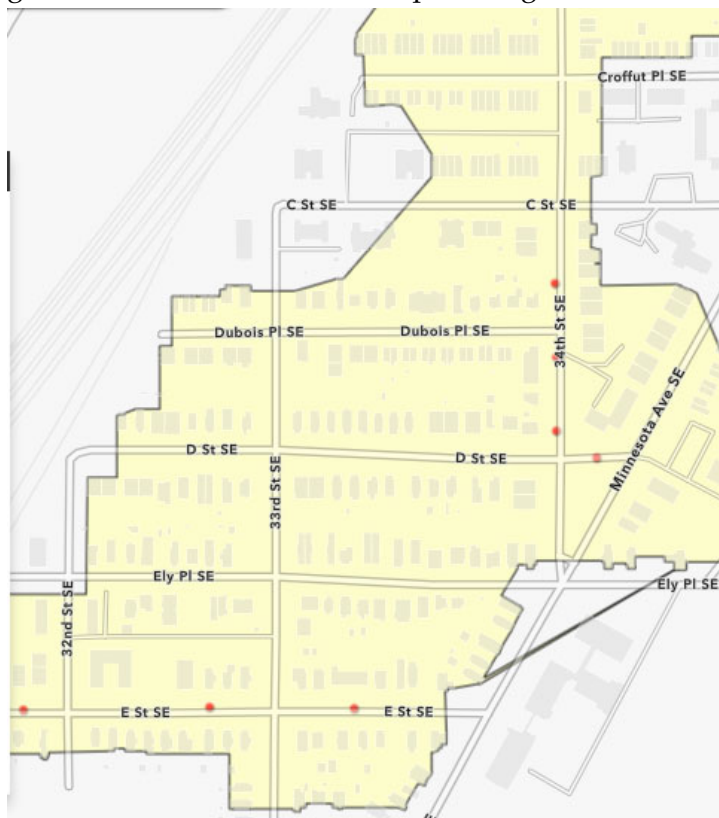 Croffut Pl SE
C St SE
C St SE
34th St SE
Dubois Pl SE
Dubois Pl SE
Minnesota Ave SE
D St SE
D St SE
33rd St SE
Ely Pl SE
Ely Pl SE
32nd St SE
E St SE
E St SE